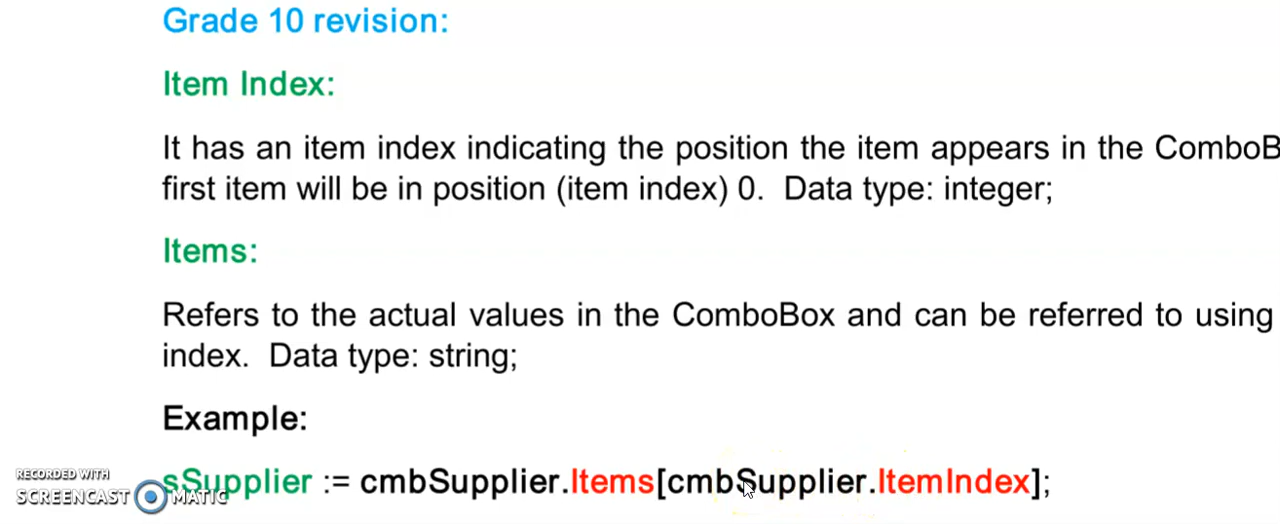 Grade 10 revision:
Item Index:
It has an item index indicating the position the item appears in the ComboB
first item will be in position (item index) 0.  Data type: integer;
Items:
Refers to the actual values in the ComboBox and can be referred to using
index.  Data type: string;
Example:
sSupplier := cmbSupplier.Items[cmbSupplier.ItemIndex];
RECORDED WITH
SCREENCAST MATIC